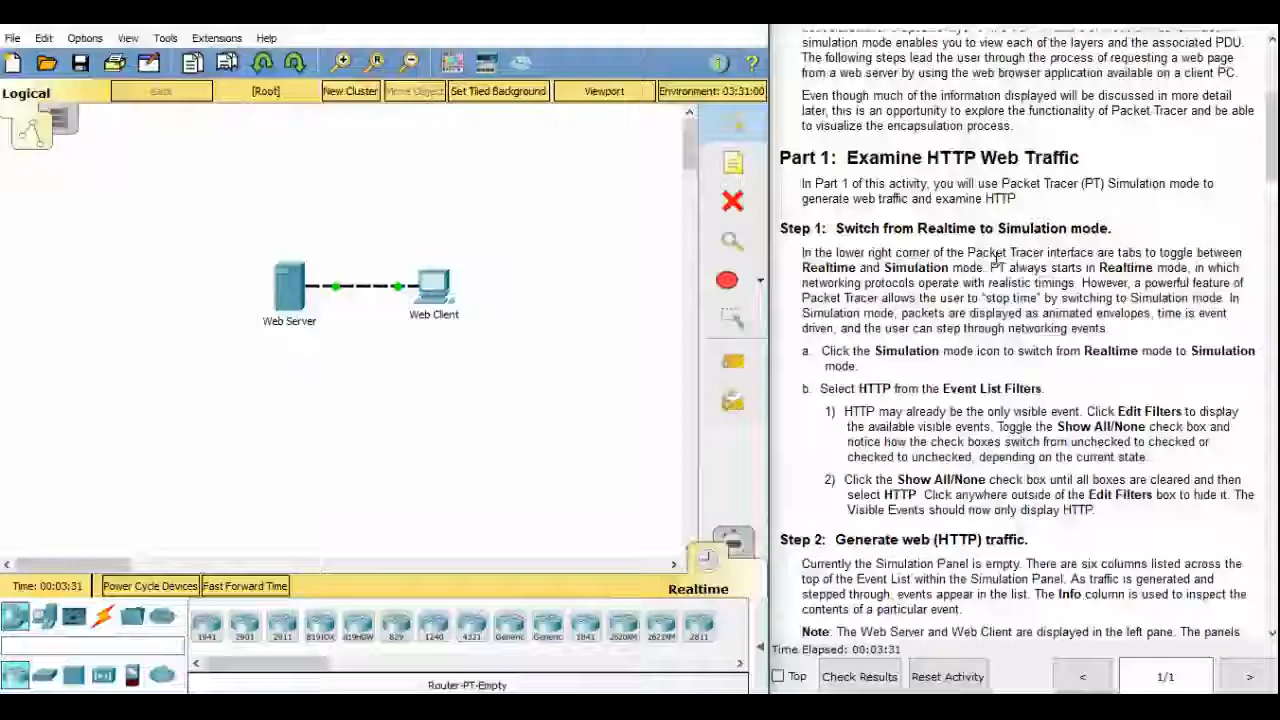 File Edit Options View Tools Extensions Help
Logical
Back
[Root]
New Cluster
Move Object
Set Tiled Background
Viewport
Environment: 03:31:00
Web Server
Web Client
Time: 00:03:31
Power Cycle Devices
Fast Forward Time
Realtime
1941
2901
2911
819HGW
829
1240
4321
Generic
Generic
1841
2620XM
2621XM
2811
Router-PT-Empty
simulation mode enables you to view each of the layers and the associated PDU.
The following steps lead the user through the process of requesting a web page
from a web server by using the web browser application available on a client PC.
Even though much of the information displayed will be discussed in more detail
later, this is an opportunity to explore the functionality of Packet Tracer and be able
to visualize the encapsulation process.
Part 1: Examine HTTP Web Traffic
In Part 1 of this activity, you will use Packet Tracer (PT) Simulation mode to
generate web traffic and examine HTTP
Step 1: Switch from Realtime to Simulation mode.
In the lower right corner of the Packet Tracer interface are tabs to toggle between
Realtime and Simulation mode. PT always starts in Realtime mode, in which
networking protocols operate with realistic timings. However, a powerful feature of
Packet Tracer allows the user to “stop time” by switching to Simulation mode. In
Simulation mode, packets are displayed as animated envelopes, time is event
driven, and the user can step through networking events.
a. Click the Simulation mode icon to switch from Realtime mode to Simulation
mode.
b. Select HTTP from the Event List Filters.
1) HTTP may already be the only visible event. Click Edit Filters to display
the available visible events. Toggle the Show All/None check box and
notice how the check boxes switch from unchecked to checked or
checked to unchecked, depending on the current state.
2) Click the Show All/None check box until all boxes are cleared and then
select HTTP. Click anywhere outside of the Edit Filters box to hide it. The
Visible Events should now only display HTTP.
Step 2: Generate web (HTTP) traffic.
Currently the Simulation Panel is empty. There are six columns listed across the
top of the Event List within the Simulation Panel. As traffic is generated and
stepped through, events appear in the list. The Info column is used to inspect the
contents of a particular event.
Note: The Web Server and Web Client are displayed in the left pane. The panels
Time Elapsed: 00:03:31
Top
Check Results
Reset Activity
<
1/1
>